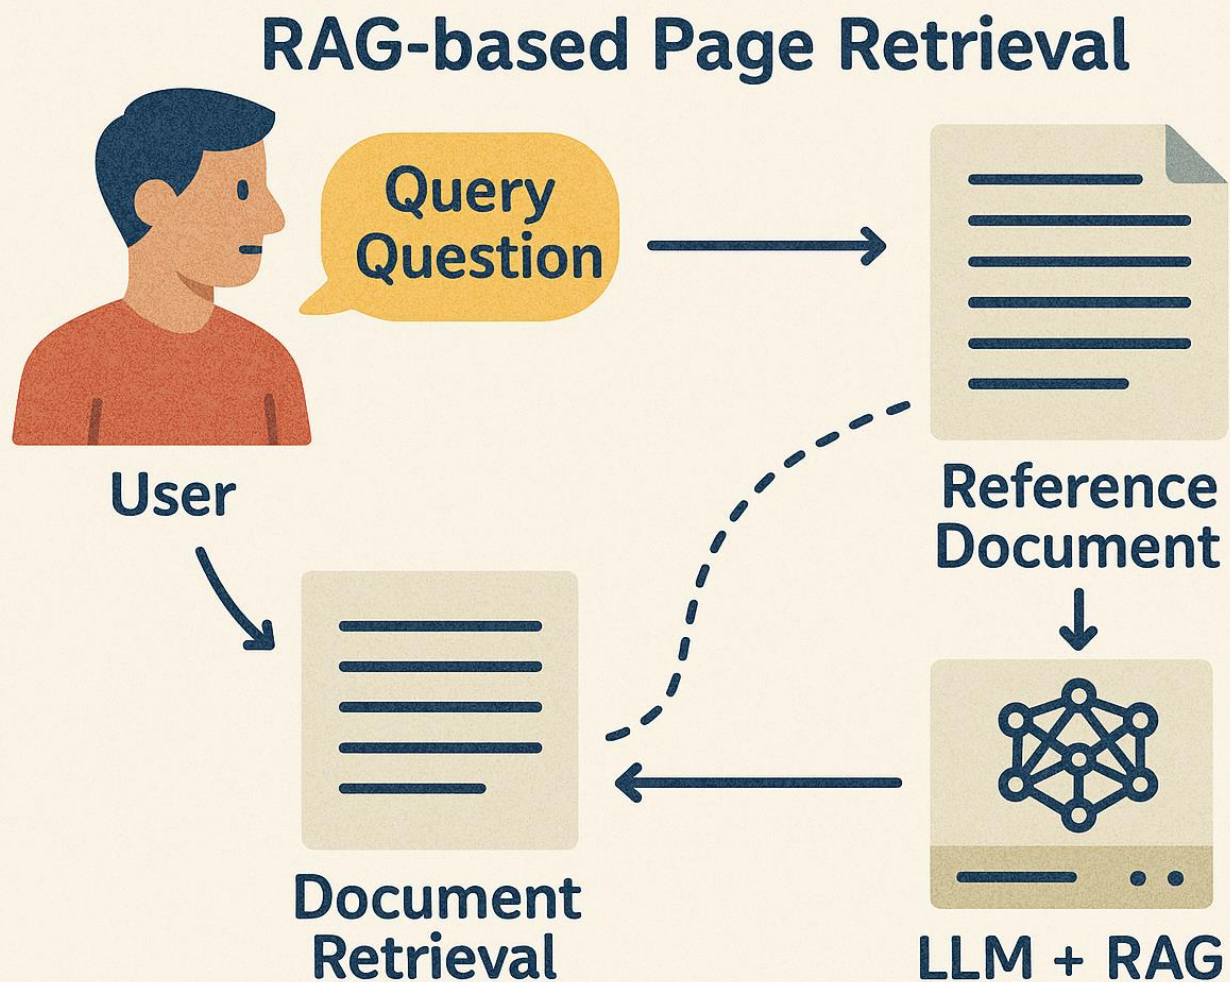 RAG-based Page Retrieval
Query
Question
User
Reference
Document
Document
Retrieval
LLM + RAG